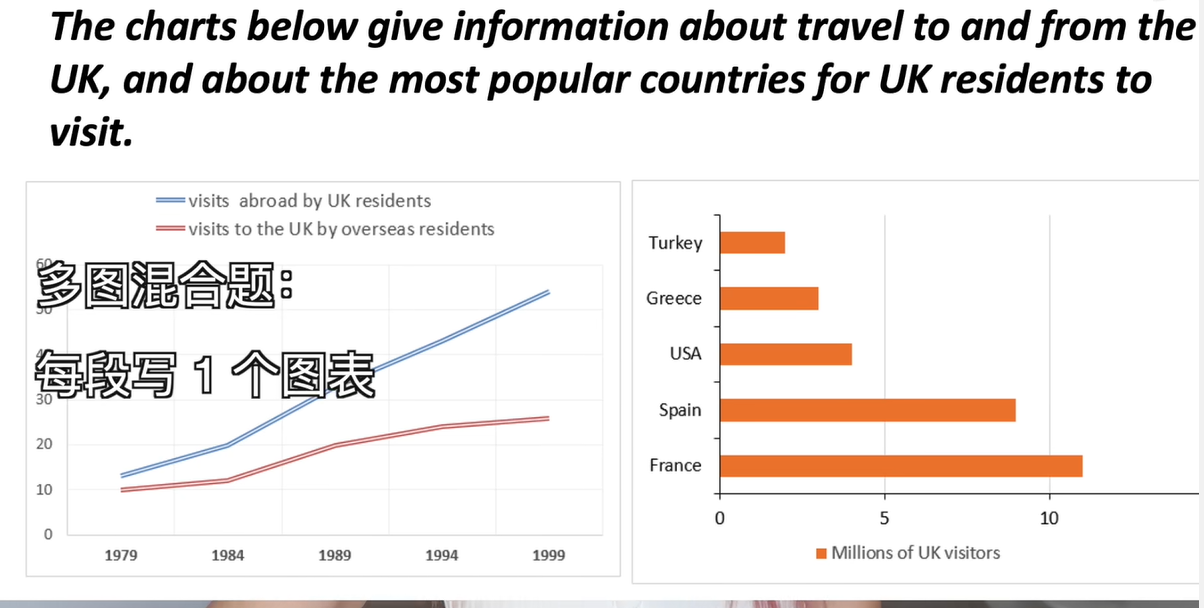 The charts below give information about travel to and from the
UK, and about the most popular countries for UK residents to
visit.
visits abroad by UK residents
visits to the UK by overseas residents
60
多图混合题：
50
40
每段写 1 个图表
30
20
10
0
1979 1984 1989 1994 1999
Turkey
Greece
USA
Spain
France
0 5 10
Millions of UK visitors